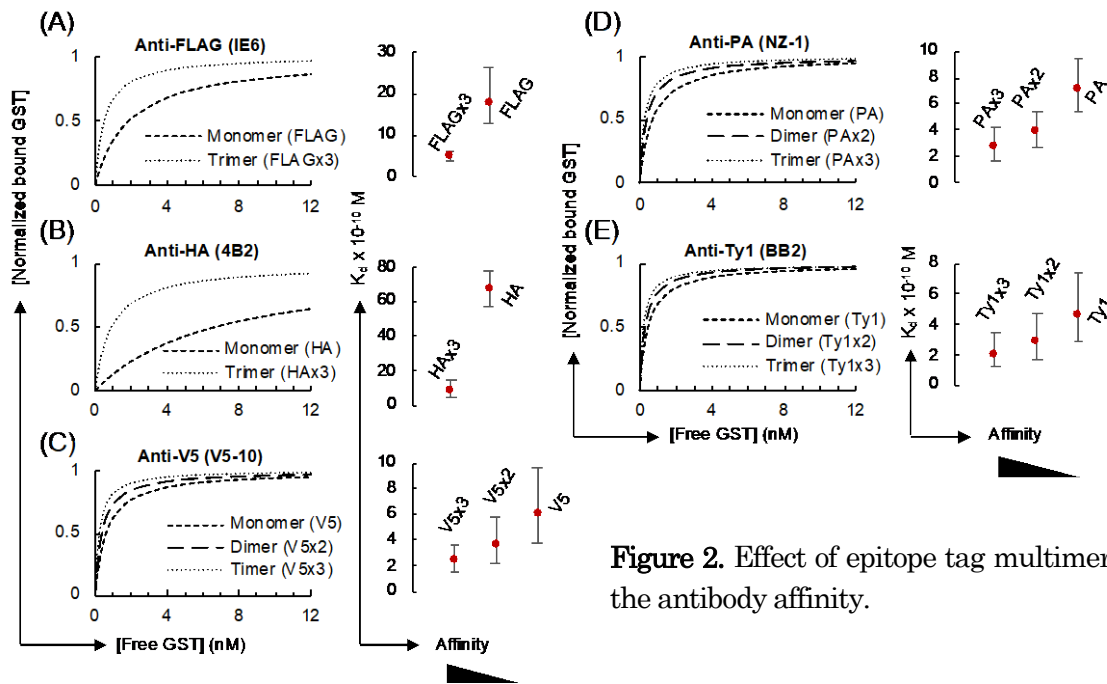 (A)
Anti-FLAG (IE6)
1
0.5
0
Monomer (FLAG)
Trimer (FLAGx3)
0 4 8 12
30
20
10
0
FLAGx3
FLAG
(B)
Anti-HA (4B2)
1
0.5
0
Monomer (HA)
Trimer (HAx3)
0 4 8 12
80
60
40
20
0
HAx3
HA
(C)
Anti-V5 (V5-10)
1
0.5
0
Monomer (V5)
Dimer (V5x2)
Timer (V5x3)
0 4 8 12
10
8
6
4
2
0
V5x3
V5x2
V5
[Normalized bound GST]
[Free GST] (nM)
Kd x 10-10 M
Affinity
(D)
Anti-PA (NZ-1)
1
0.5
0
Monomer (PA)
Dimer (PAx2)
Trimer (PAx3)
0 4 8 12
10
8
6
4
2
0
PAx3
PAx2
PA
(E)
Anti-Ty1 (BB2)
1
0.5
0
Monomer (Ty1)
Dimer (Ty1x2)
Trimer (Ty1x3)
0 4 8 12
8
6
4
2
0
Ty1x3
Ty1x2
Ty1
[Normalized bound GST]
[Free GST] (nM)
Kd x 10-10 M
Affinity
Figure 2. Effect of epitope tag multimer
the antibody affinity.